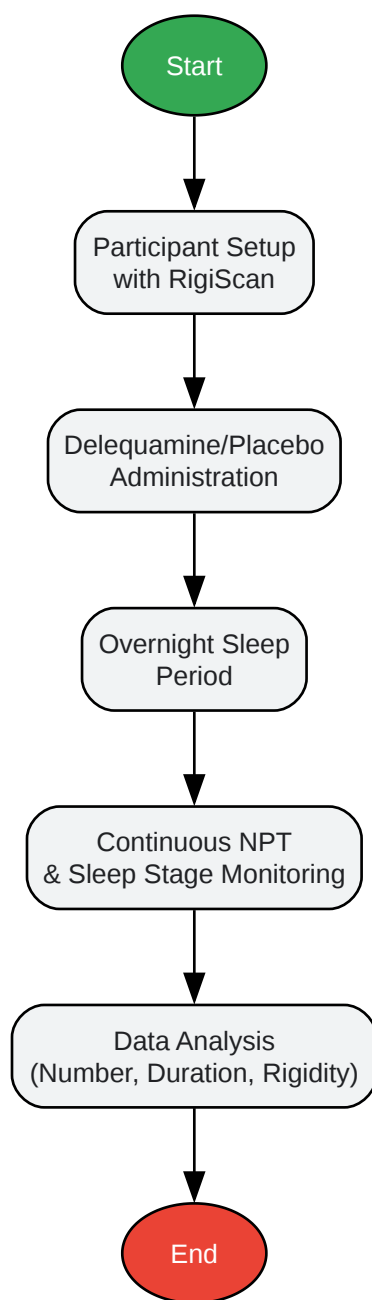 Start
Participant Setup
with RigiScan
Delequamine/Placebo
Administration
Overnight Sleep
Period
Continuous NPT
& Sleep Stage Monitoring
Data Analysis
(Number, Duration, Rigidity)
End